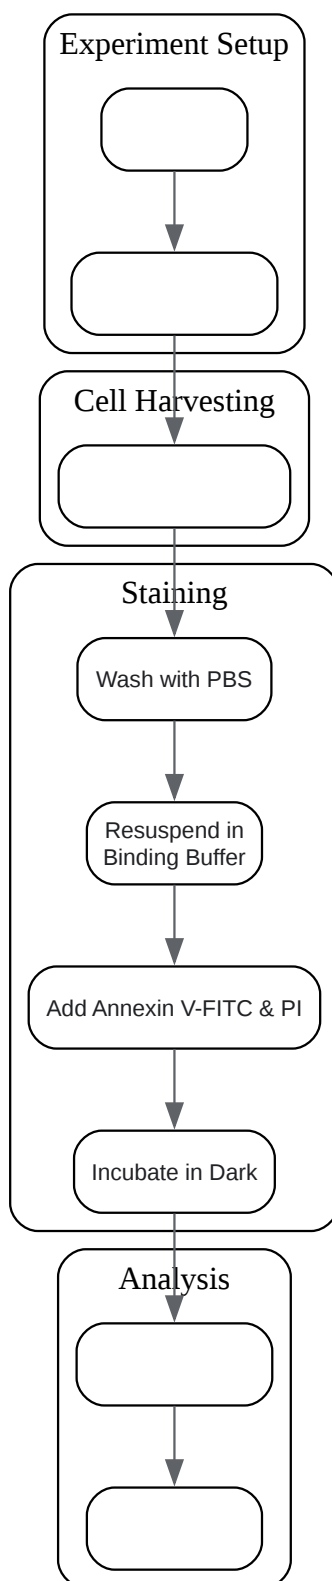 Experiment Setup
Cell Harvesting
Staining
Wash with PBS
Resuspend in
Binding Buffer
Add Annexin V-FITC & PI
Incubate in Dark
Analysis